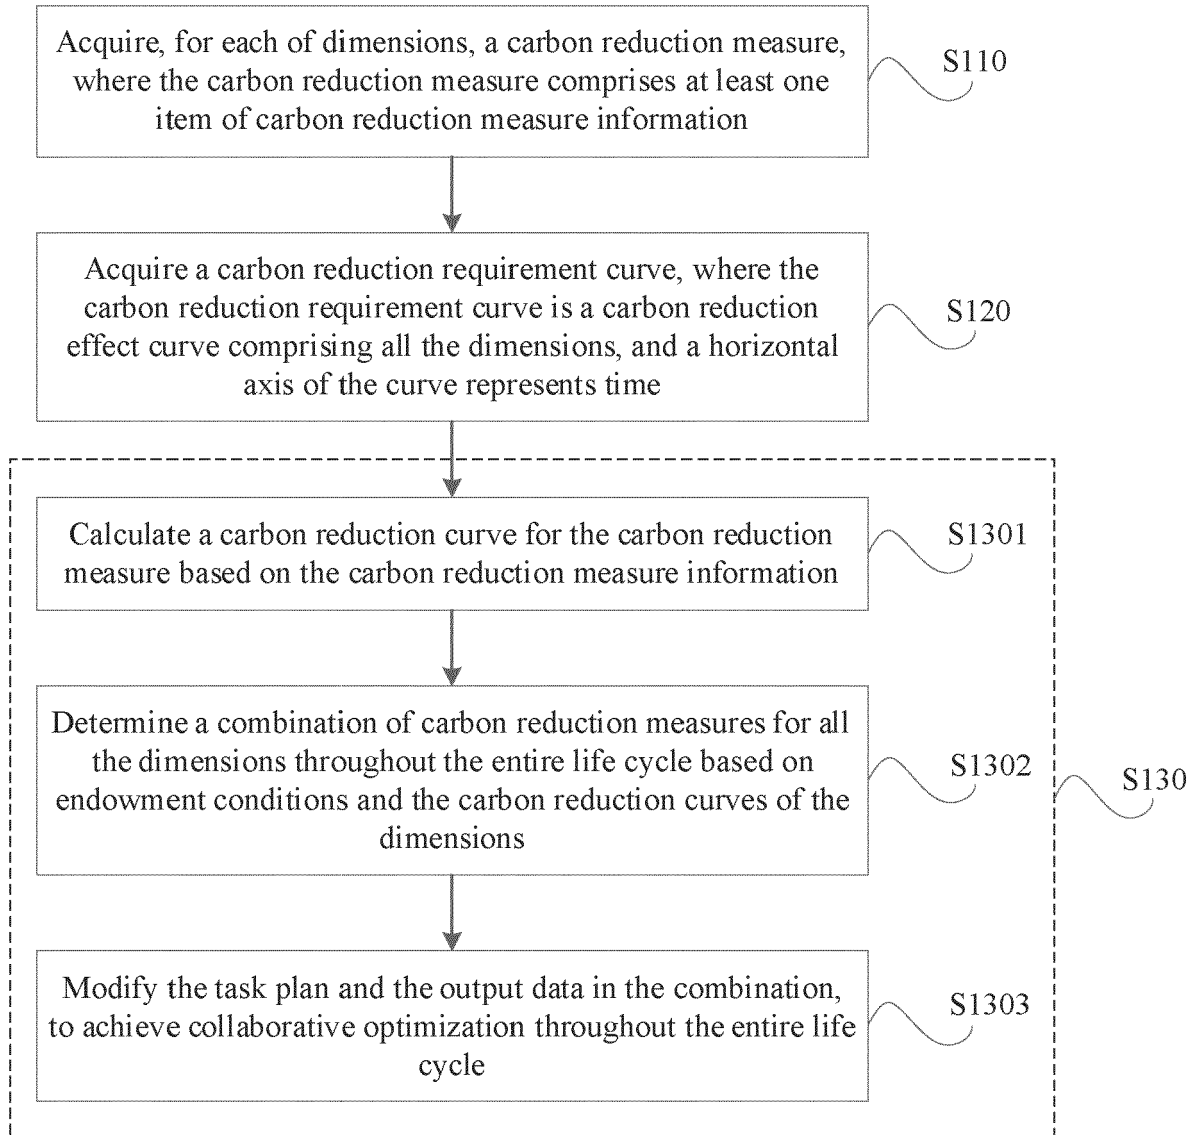 Acquire, for each of dimensions, a carbon reduction measure,
where the carbon reduction measure comprises at least one
item of carbon reduction measure information
S110
Acquire a carbon reduction requirement curve, where the
carbon reduction requirement curve is a carbon reduction
effect curve comprising all the dimensions, and a horizontal
axis of the curve represents time
S120
Calculate a carbon reduction curve for the carbon reduction
measure based on the carbon reduction measure information
S1301
Determine a combination of carbon reduction measures for all
the dimensions throughout the entire life cycle based on
endowment conditions and the carbon reduction curves of the
dimensions
S1302
S130
Modify the task plan and the output data in the combination,
to achieve collaborative optimization throughout the entire life
cycle
S1303